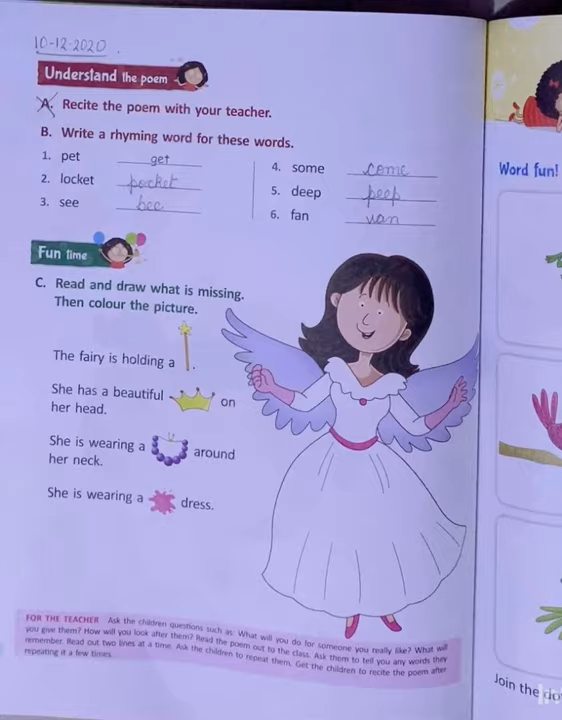 10-12-2020.
Understand the poem
A. Recite the poem with your teacher.
B. Write a rhyming word for these words.
1. pet get
2. locket pocket
3. see bee
4. some come
5. deep peep
6. fan van
Fun time
C. Read and draw what is missing.
Then colour the picture.
The fairy is holding a .
She has a beautiful on
her head.
She is wearing a around
her neck.
She is wearing a dress.
FOR THE TEACHER Ask the children questions such as: What will you do for someone you really like? What will
you give them? How will you look after them? Read the poem out to the class. Ask them to tell you any words they
remember. Read out two lines at a time. Ask the children to repeat them. Get the children to recite the poem after
repeating it a few times.
Word fun!
Join the